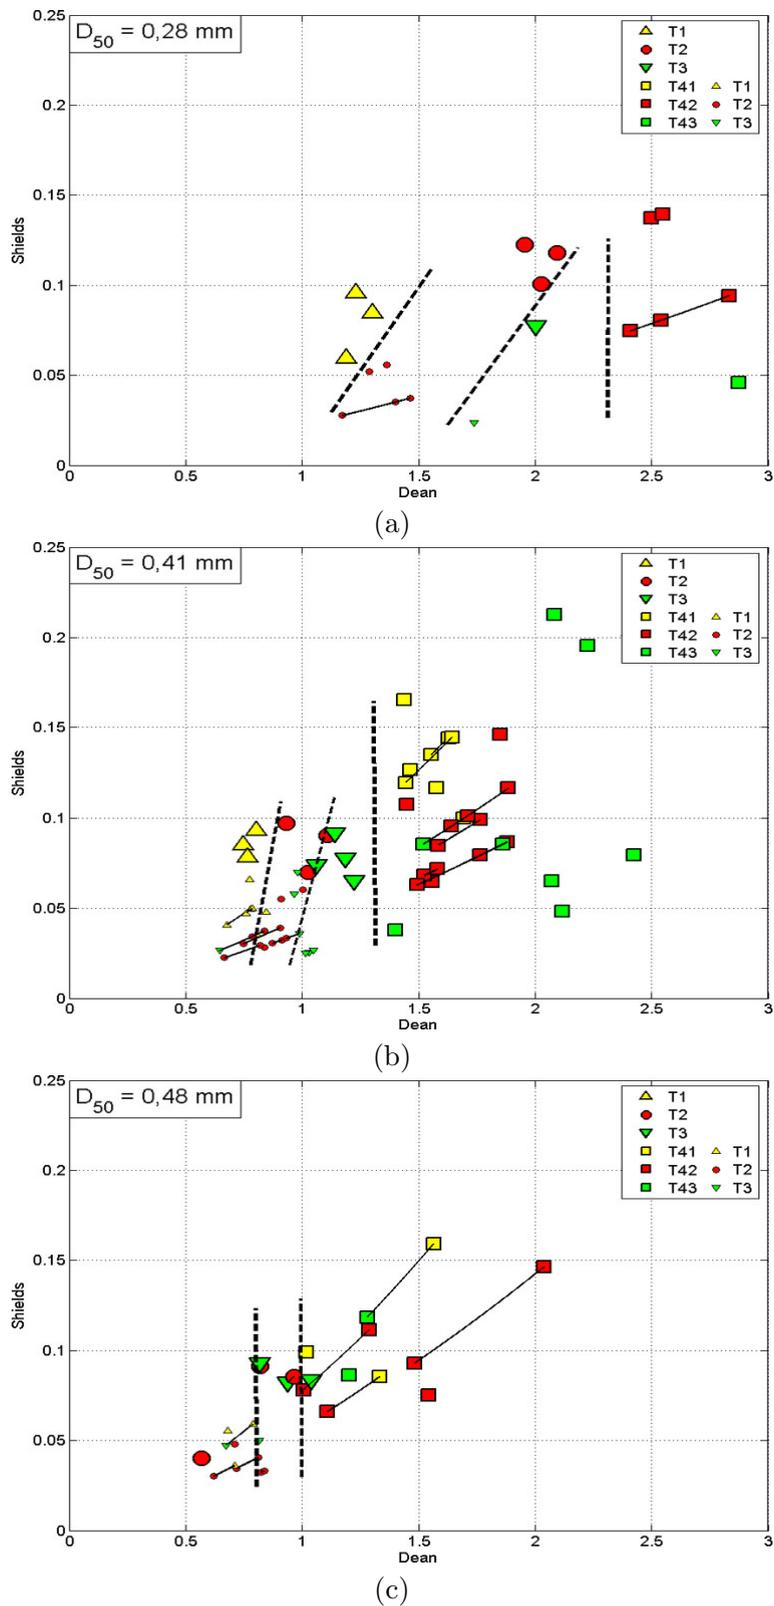 D50 = 0,28 mm
T1
T2
T3
T41 T1
T42 T2
T43 T3
0.25
0.2
0.15
0.1
0.05
0
Shields
0 0.5 1 1.5 2 2.5 3
Dean
(a)
D50 = 0,41 mm
T1
T2
T3
T41 T1
T42 T2
T43 T3
0.25
0.2
0.15
0.1
0.05
0
Shields
0 0.5 1 1.5 2 2.5 3
Dean
(b)
D50 = 0,48 mm
T1
T2
T3
T41 T1
T42 T2
T43 T3
0.25
0.2
0.15
0.1
0.05
0
Shields
0 0.5 1 1.5 2 2.5 3
Dean
(c)